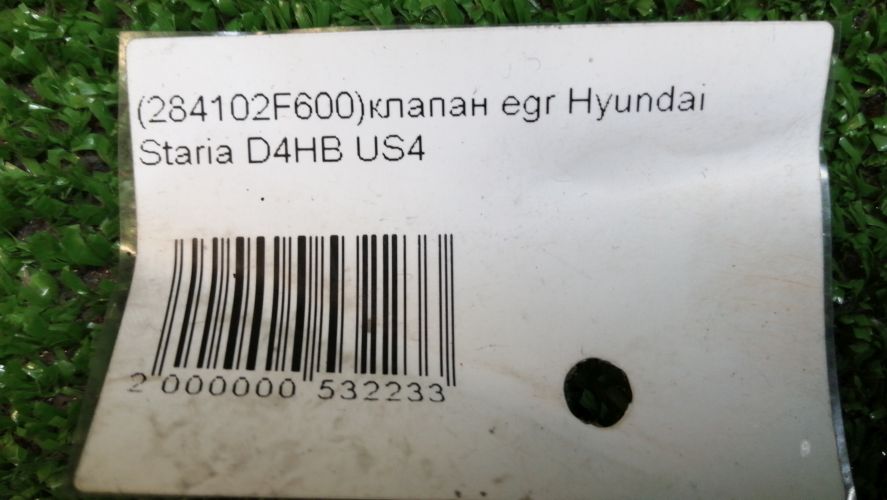 (284102F600)клапан egr Hyundai
Staria D4HB US4
2 000000 532233